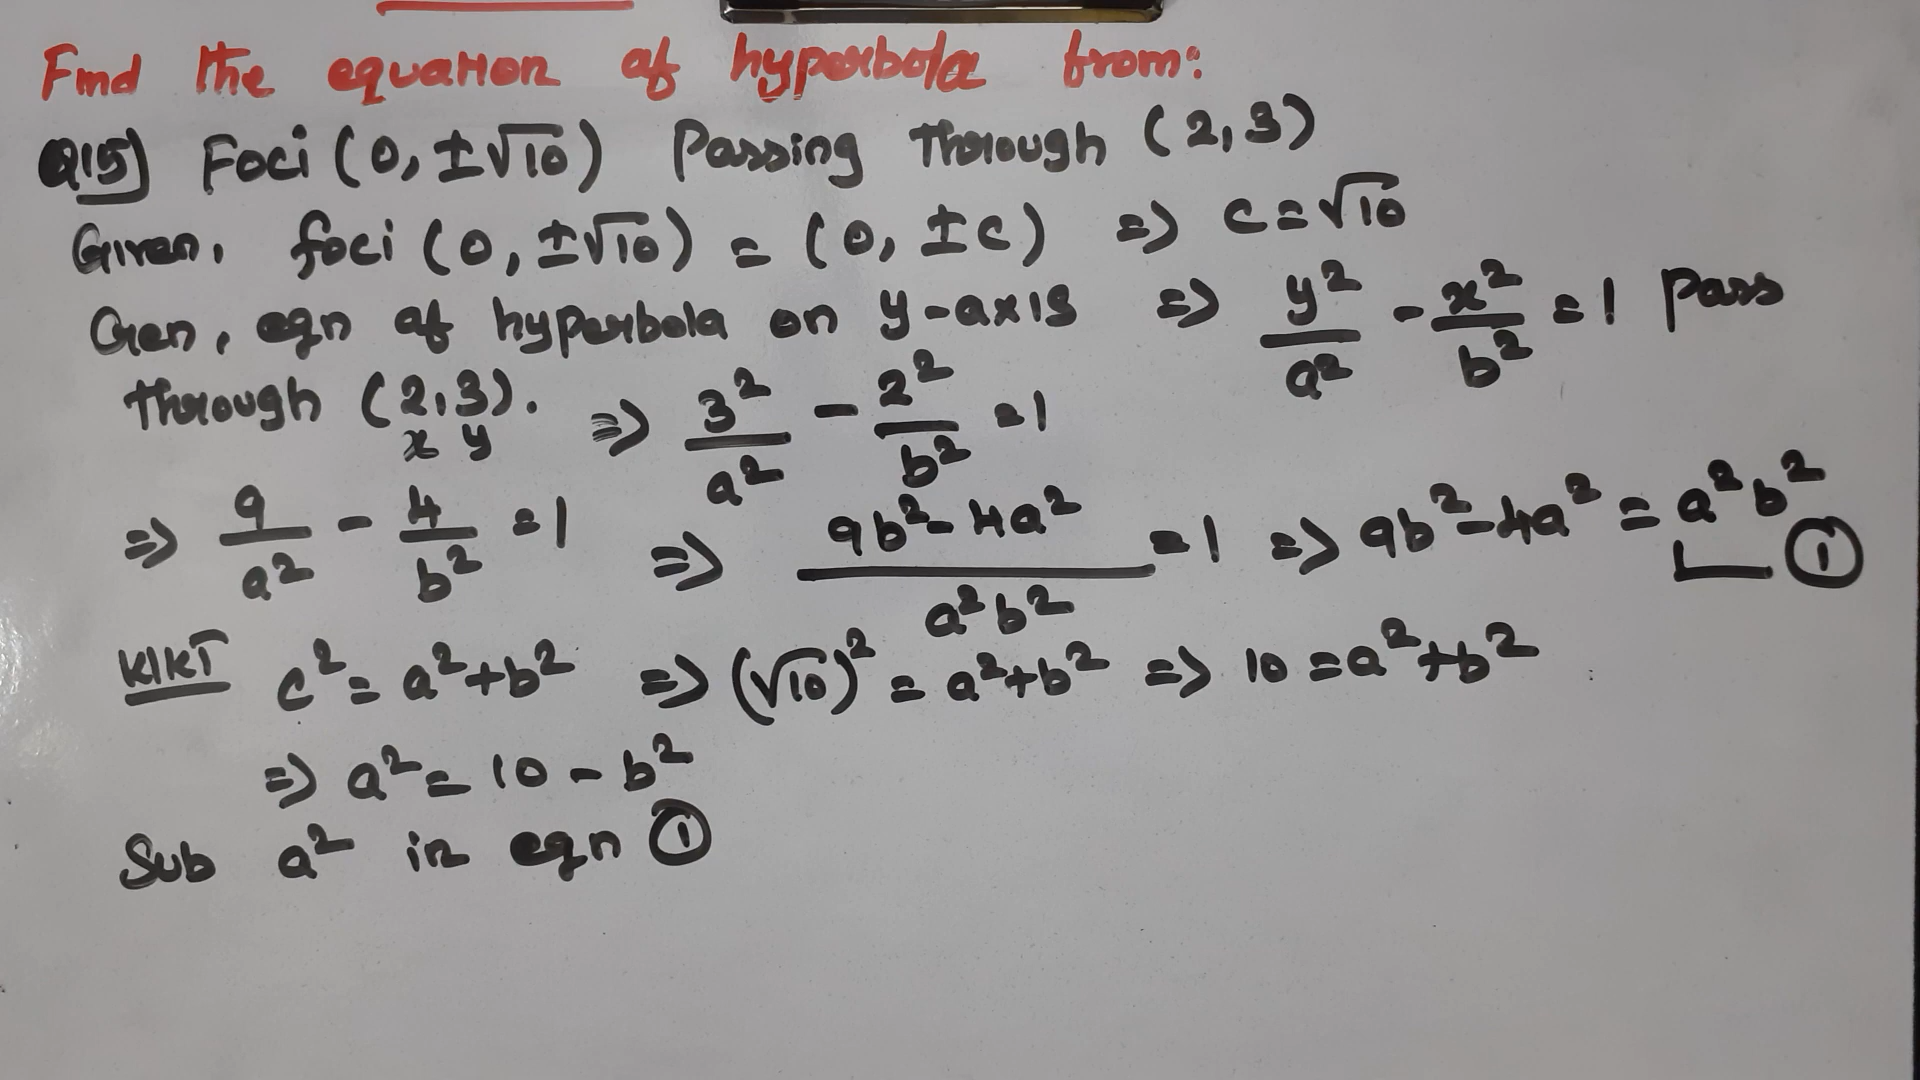 Find the equation of hyperbola from:
Q15) Foci (0, ±√10) Passing Through (2,3)
Given, foci (0, ±√10) = (0, ±c) => c=√10
Gen, eqn of hyperbola on y-axis => y²/a² - x²/b² = 1 Pass
through (2,3). => 3²/a² - 2²/b² = 1
x y
=> 9/a² - 4/b² = 1 => (9b²-4a²)/(a²b²) = 1 => 9b²-4a² = a²b² ①
KIKT c² = a²+b² => (√10)² = a²+b² => 10 = a²+b²
=> a² = 10 - b²
Sub a² in eqn ①